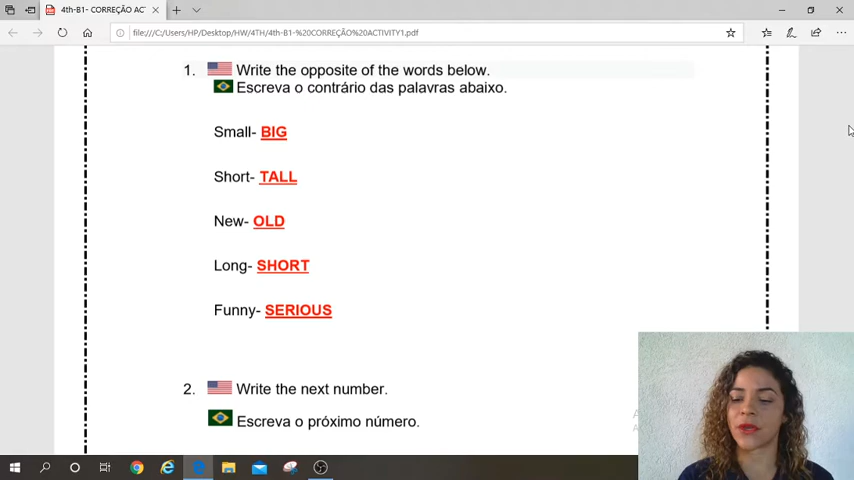 4th-B1- CORREÇÃO ACT
file:///C:/Users/HP/Desktop/HW/4TH/4th-B1-%20CORREÇÃO%20ACTIVITY1.pdf
1. Write the opposite of the words below.
Escreva o contrário das palavras abaixo.
Small- BIG
Short- TALL
New- OLD
Long- SHORT
Funny- SERIOUS
2. Write the next number.
Escreva o próximo número.